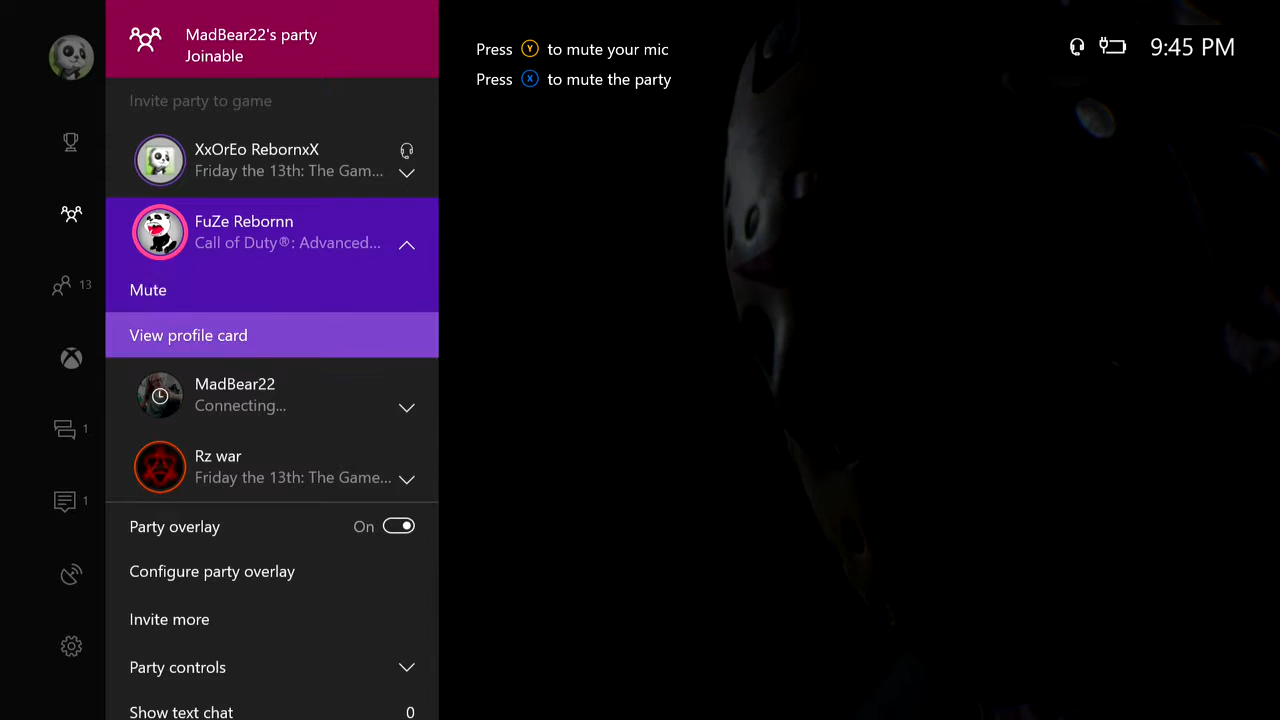 MadBear22's party
Joinable
Press Y to mute your mic
Press X to mute the party
9:45 PM
Invite party to game
XxOrEo RebornxX
Friday the 13th: The Gam...
FuZe Rebornn
Call of Duty®: Advanced...
13
Mute
View profile card
MadBear22
Connecting...
1
Rz war
Friday the 13th: The Game...
1
Party overlay
On
Configure party overlay
Invite more
Party controls
Show text chat
0